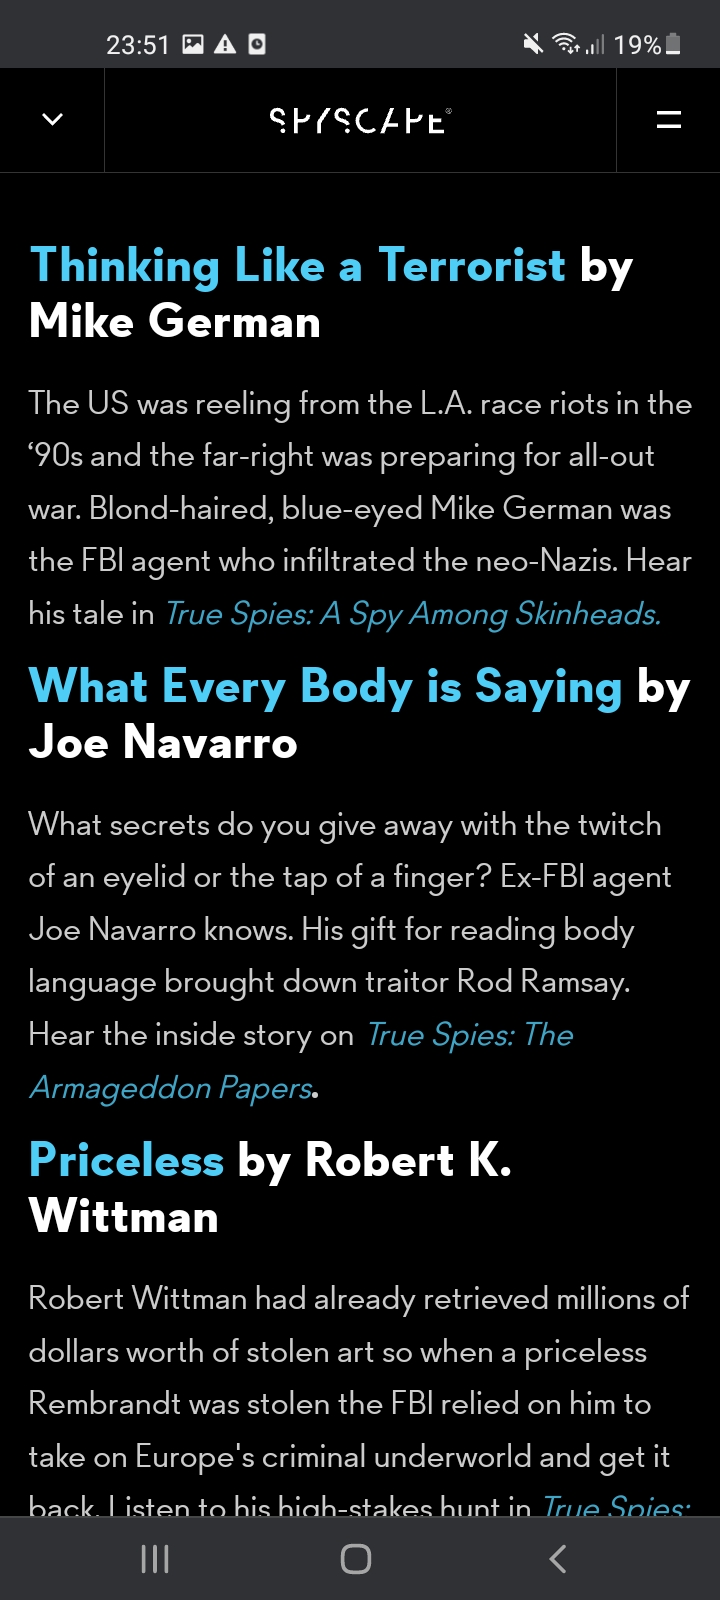 23:51
19%
SPYSCAPE®
Thinking Like a Terrorist by
Mike German
The US was reeling from the L.A. race riots in the
‘90s and the far-right was preparing for all-out
war. Blond-haired, blue-eyed Mike German was
the FBI agent who infiltrated the neo-Nazis. Hear
his tale in True Spies: A Spy Among Skinheads.
What Every Body is Saying by
Joe Navarro
What secrets do you give away with the twitch
of an eyelid or the tap of a finger? Ex-FBI agent
Joe Navarro knows. His gift for reading body
language brought down traitor Rod Ramsay.
Hear the inside story on True Spies: The
Armageddon Papers.
Priceless by Robert K.
Wittman
Robert Wittman had already retrieved millions of
dollars worth of stolen art so when a priceless
Rembrandt was stolen the FBI relied on him to
take on Europe's criminal underworld and get it
back. Listen to his high-stakes hunt in True Spies: